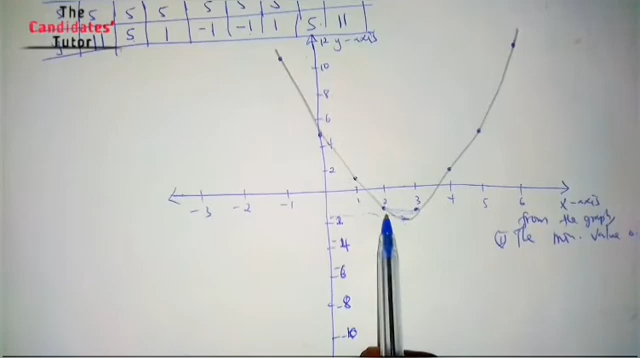 5 5 5 5 5 5 5
The
Candidates'
Tutor
5 1 -1 -1 1 5 11
12 y-axis
10
8
6
4
2
-3 -2 -1 1 2 3 4 5 6 x-axis
-2
-4
-6
-8
-10
from the graph,
(i) The min. value